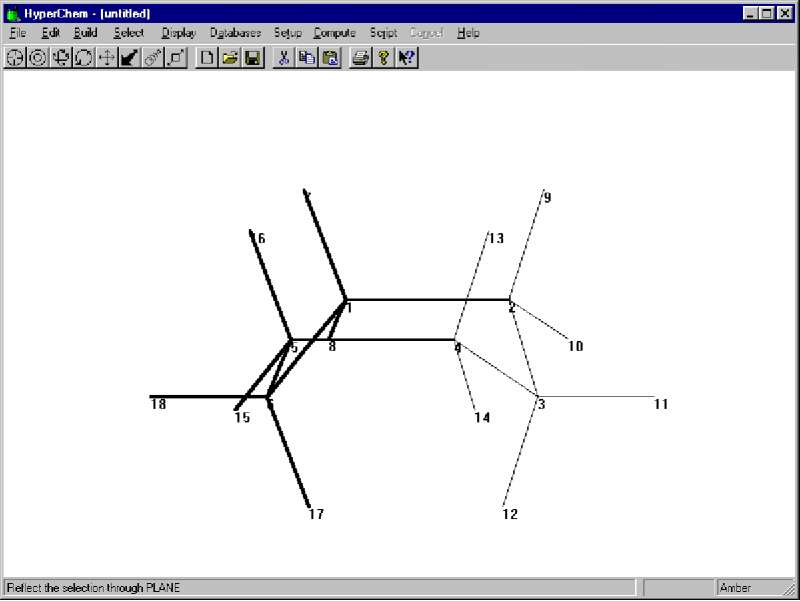 HyperChem - [untitled]
File Edit Build Select Display Databases Setup Compute Script Cancel Help
9
16 13
1 2
5 8 4 10
18 6 3 11
15 14
17 12
Reflect the selection through PLANE Amber